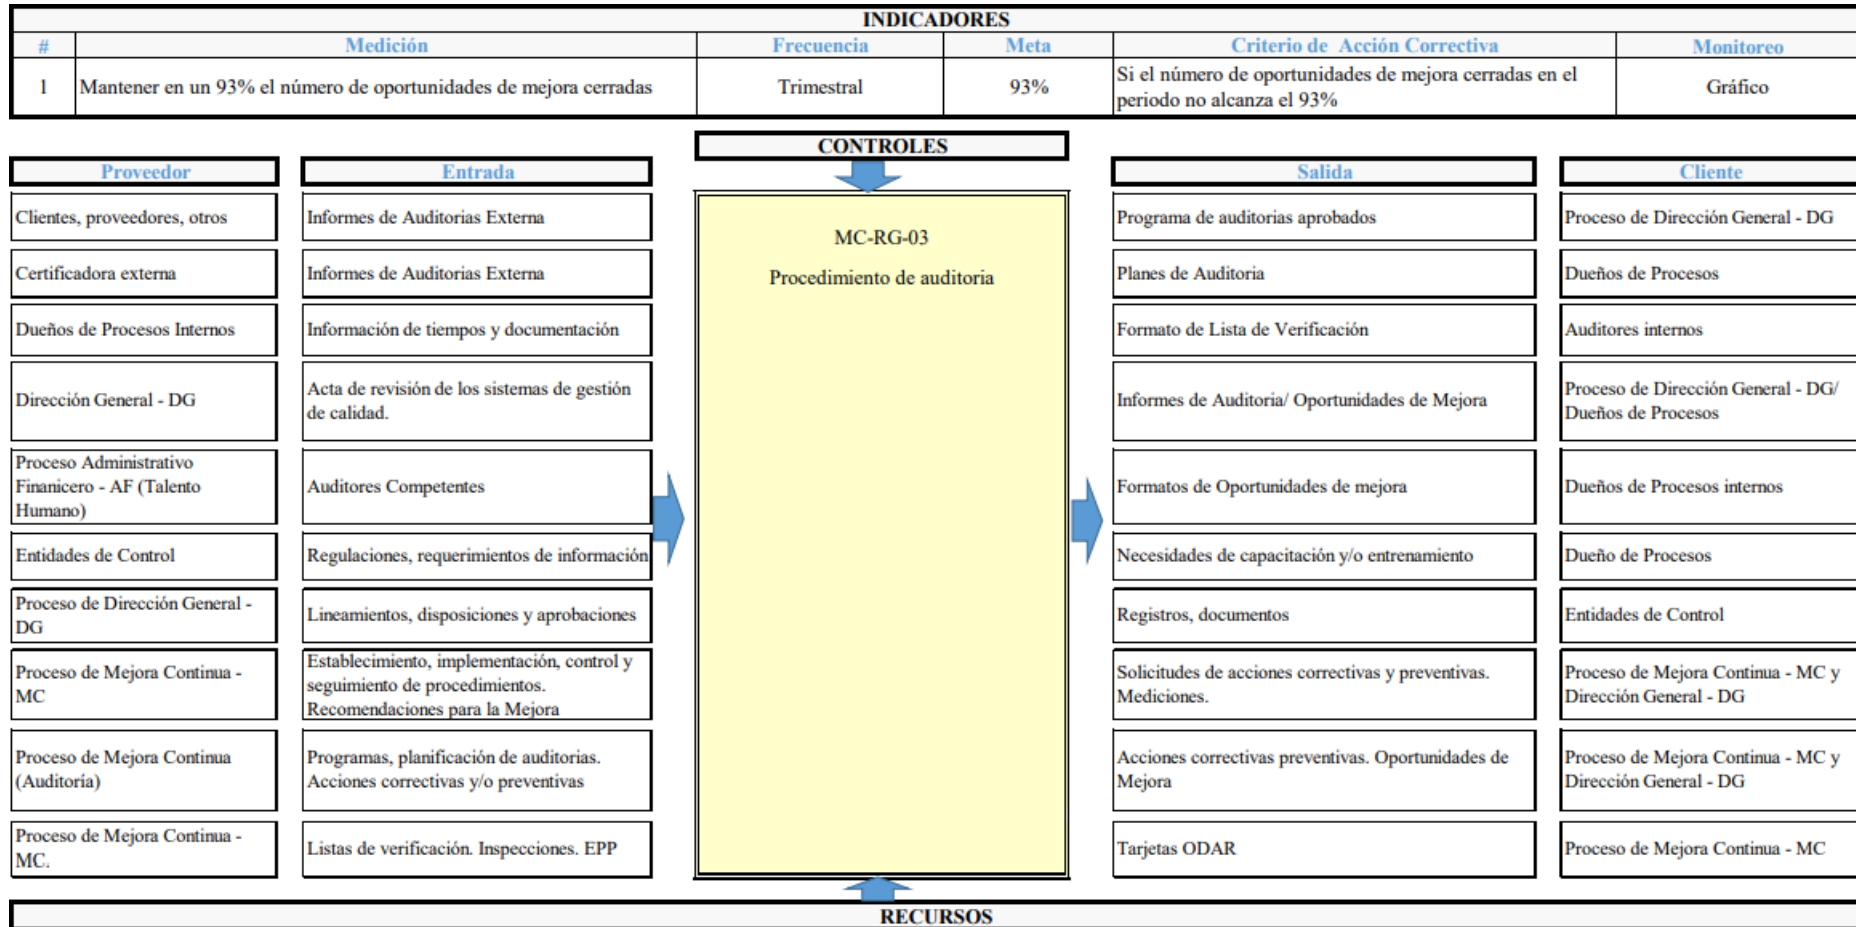 INDICADORES
# Medición Frecuencia Meta Criterio de Acción Correctiva Monitoreo
1 Mantener en un 93% el número de oportunidades de mejora cerradas Trimestral 93% Si el número de oportunidades de mejora cerradas en el
periodo no alcanza el 93% Gráfico
CONTROLES
Proveedor Entrada Salida Cliente
MC-RG-03
Procedimiento de auditoria
Clientes, proveedores, otros
Informes de Auditorias Externa
Programa de auditorias aprobados
Proceso de Dirección General - DG
Certificadora externa
Informes de Auditorias Externa
Planes de Auditoria
Dueños de Procesos
Dueños de Procesos Internos
Información de tiempos y documentación
Formato de Lista de Verificación
Auditores internos
Dirección General - DG
Acta de revisión de los sistemas de gestión
de calidad.
Informes de Auditoria/ Oportunidades de Mejora
Proceso de Dirección General - DG/
Dueños de Procesos
Proceso Administrativo
Finanicero - AF (Talento
Humano)
Auditores Competentes
Formatos de Oportunidades de mejora
Dueños de Procesos internos
Entidades de Control
Regulaciones, requerimientos de información
Necesidades de capacitación y/o entrenamiento
Dueño de Procesos
Proceso de Dirección General -
DG
Lineamientos, disposiciones y aprobaciones
Registros, documentos
Entidades de Control
Proceso de Mejora Continua -
MC
Establecimiento, implementación, control y
seguimiento de procedimientos.
Recomendaciones para la Mejora
Solicitudes de acciones correctivas y preventivas.
Mediciones.
Proceso de Mejora Continua - MC y
Dirección General - DG
Proceso de Mejora Continua
(Auditoría)
Programas, planificación de auditorias.
Acciones correctivas y/o preventivas
Acciones correctivas preventivas. Oportunidades de
Mejora
Proceso de Mejora Continua - MC y
Dirección General - DG
Proceso de Mejora Continua -
MC.
Listas de verificación. Inspecciones. EPP
Tarjetas ODAR
Proceso de Mejora Continua - MC
RECURSOS